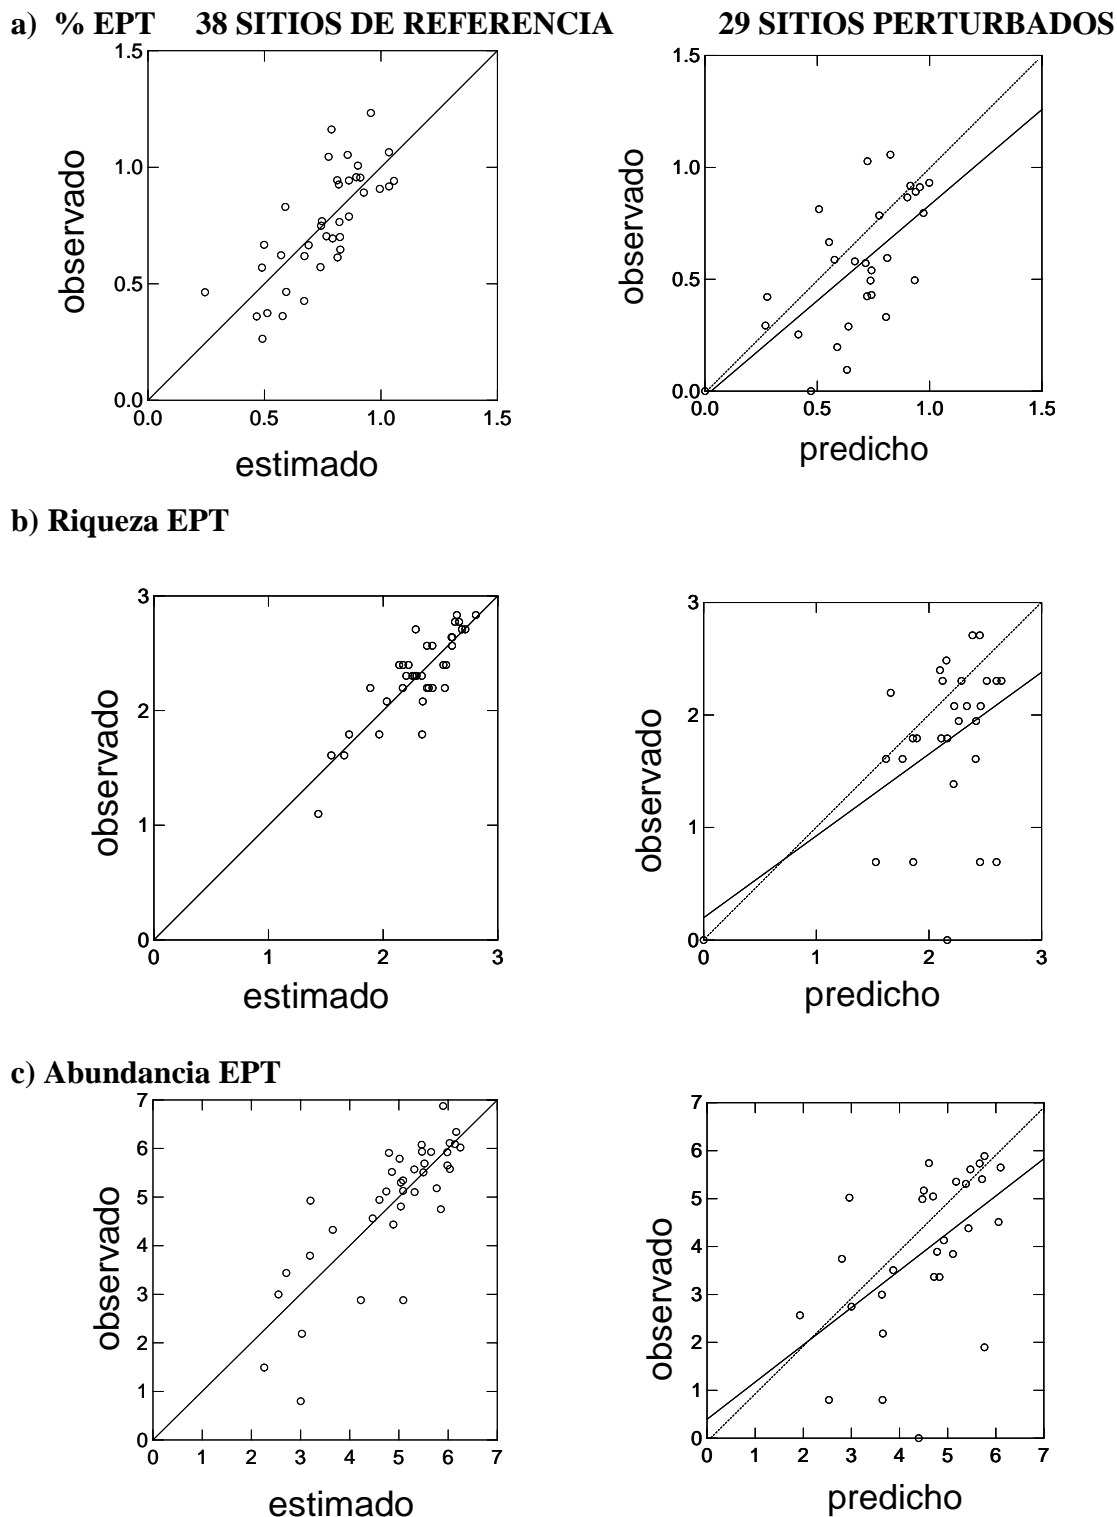 a) % EPT 38 SITIOS DE REFERENCIA 29 SITIOS PERTURBADOS
1.5
1.0
0.5
0.0
observado
0.0 0.5 1.0 1.5
estimado
1.5
1.0
0.5
0.0
observado
0.0 0.5 1.0 1.5
predicho
b) Riqueza EPT
3
2
1
0
observado
0 1 2 3
estimado
3
2
1
0
observado
0 1 2 3
predicho
c) Abundancia EPT
7
6
5
4
3
2
1
0
observado
0 1 2 3 4 5 6 7
estimado
7
6
5
4
3
2
1
0
observado
0 1 2 3 4 5 6 7
predicho